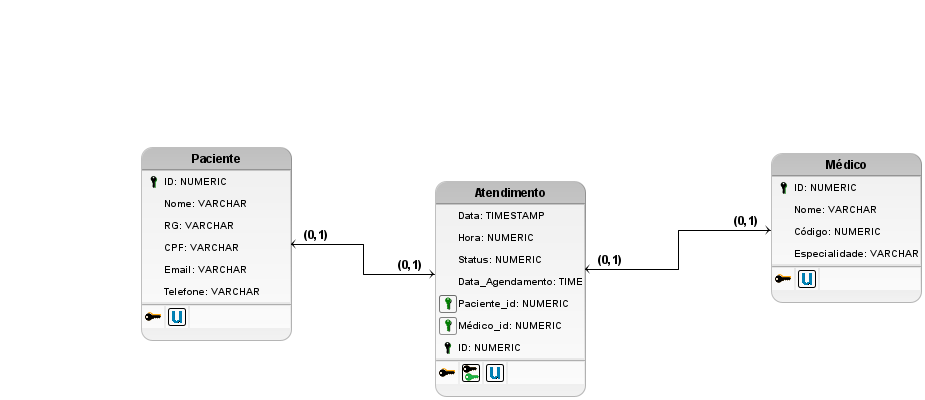 Paciente
ID: NUMERIC
Nome: VARCHAR
RG: VARCHAR
CPF: VARCHAR
Email: VARCHAR
Telefone: VARCHAR
U
(0,1)
(0,1)
Atendimento
Data: TIMESTAMP
Hora: NUMERIC
Status: NUMERIC
Data_Agendamento: TIME
Paciente_id: NUMERIC
Médico_id: NUMERIC
ID: NUMERIC
U
(0,1)
(0,1)
Médico
ID: NUMERIC
Nome: VARCHAR
Código: NUMERIC
Especialidade: VARCHAR
U